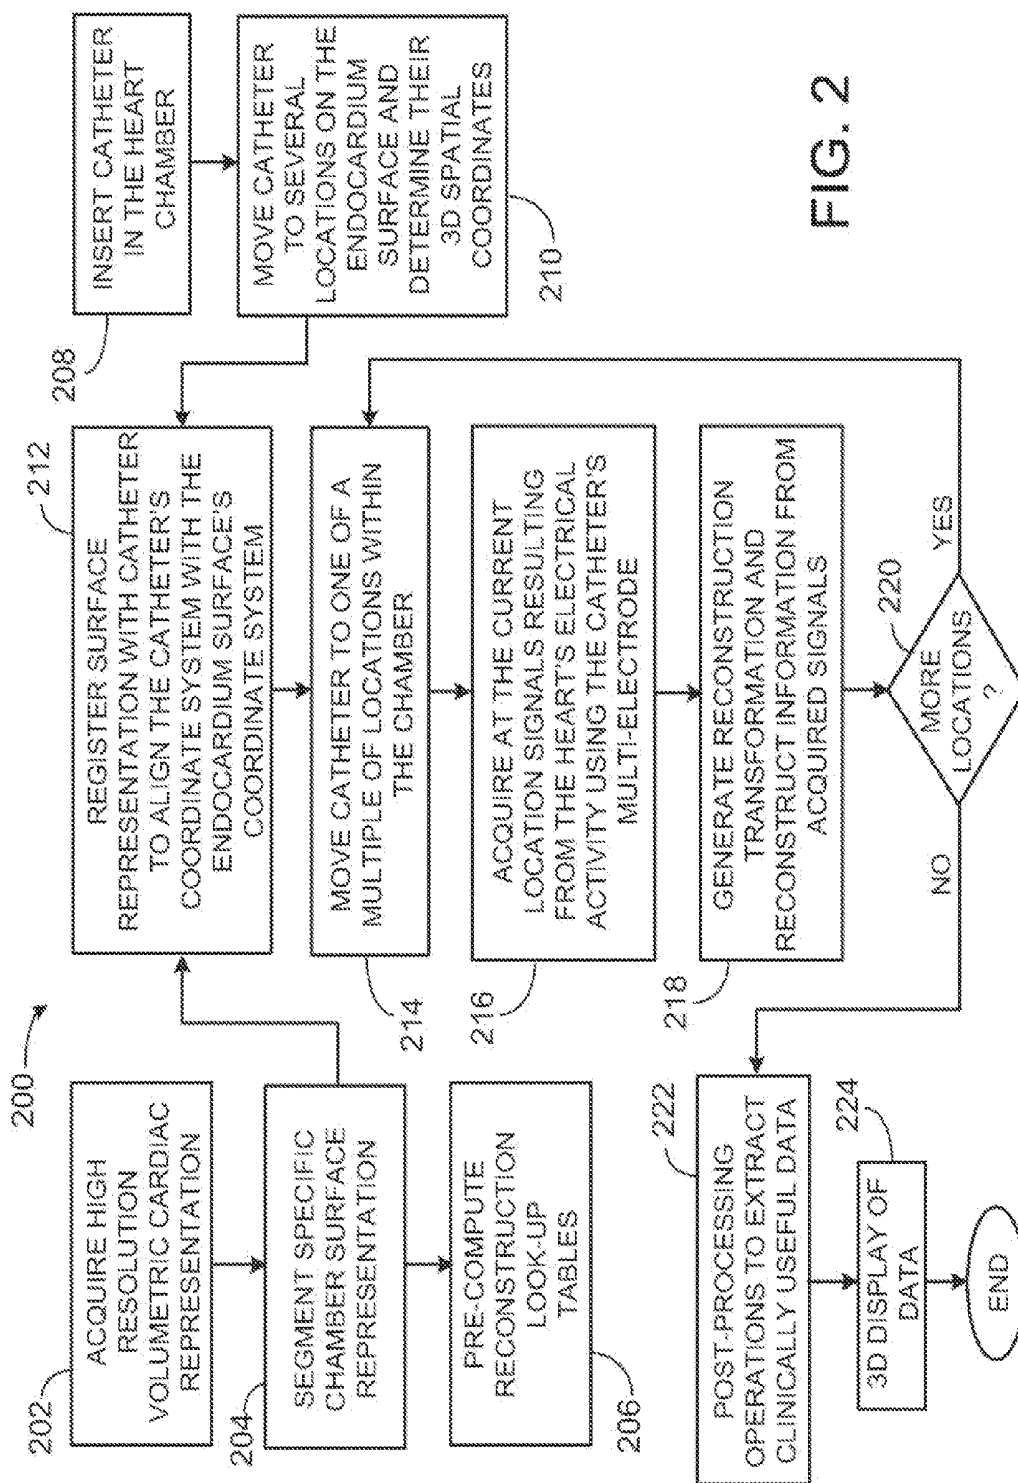 200
202
ACQUIRE HIGH
RESOLUTION
VOLUMETRIC CARDIAC
REPRESENTATION
204
SEGMENT SPECIFIC
CHAMBER SURFACE
REPRESENTATION
206
PRE-COMPUTE
RECONSTRUCTION
LOOK-UP
TABLES
208
INSERT CATHETER
IN THE HEART
CHAMBER
210
MOVE CATHETER
TO SEVERAL
LOCATIONS ON THE
ENDOCARDIUM
SURFACE AND
DETERMINE THEIR
3D SPATIAL
COORDINATES
212
REGISTER SURFACE
REPRESENTATION WITH CATHETER
TO ALIGN THE CATHETER'S
COORDINATE SYSTEM WITH THE
ENDOCARDIUM SURFACE'S
COORDINATE SYSTEM
214
MOVE CATHETER TO ONE OF A
MULTIPLE OF LOCATIONS WITHIN
THE CHAMBER
216
ACQUIRE AT THE CURRENT
LOCATION SIGNALS RESULTING
FROM THE HEART'S ELECTRICAL
ACTIVITY USING THE CATHETER'S
MULTI-ELECTRODE
218
GENERATE RECONSTRUCTION
TRANSFORMATION AND
RECONSTRUCT INFORMATION FROM
ACQUIRED SIGNALS
220
MORE
LOCATIONS
?
YES
NO
222
POST-PROCESSING
OPERATIONS TO EXTRACT
CLINICALLY USEFUL DATA
224
3D DISPLAY OF
DATA
END
FIG. 2